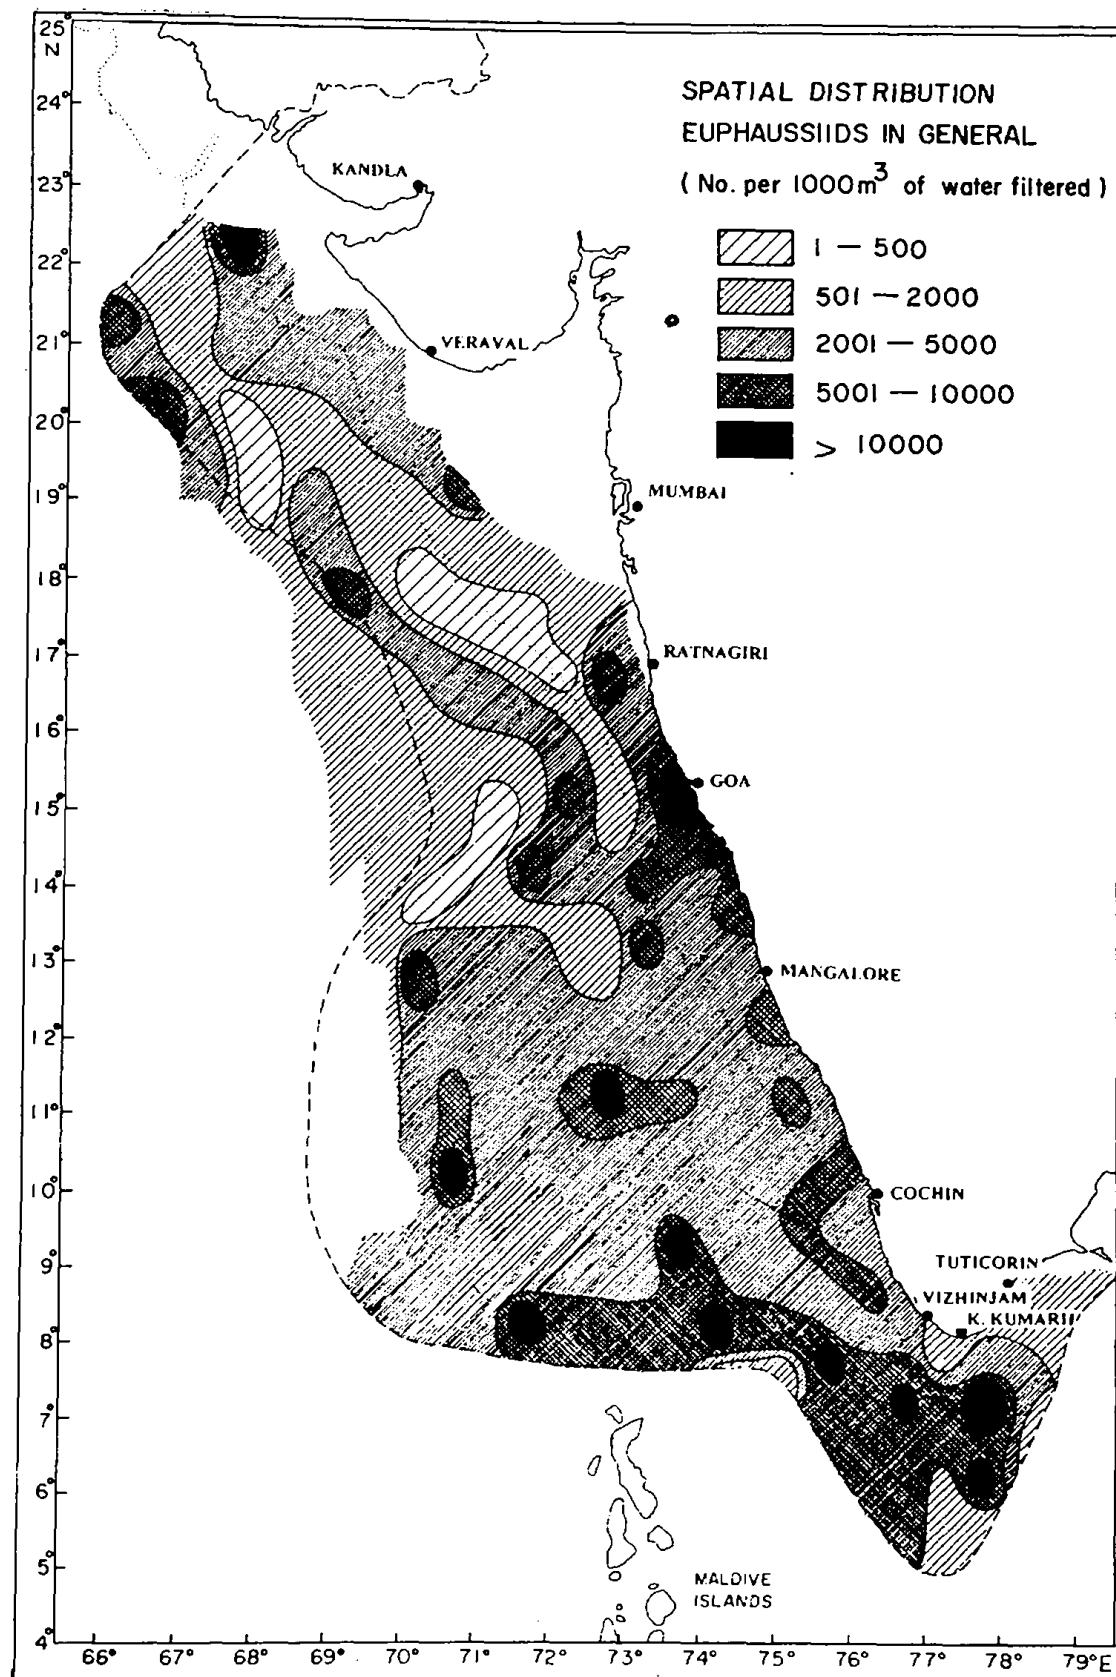 SPATIAL DISTRIBUTION
EUPHAUSSIIDS IN GENERAL
( No. per 1000m³ of water filtered )
1 — 500
501 — 2000
2001 — 5000
5001 — 10000
> 10000
25°
N
24°
23°
22°
21°
20°
19°
18°
17°
16°
15°
14°
13°
12°
11°
10°
9°
8°
7°
6°
5°
4°
KANDLA
VERAVAL
MUMBAI
RATNAGIRI
GOA
MANGALORE
COCHIN
TUTICORIN
VIZHINJAM
K. KUMARII
MALDIVE
ISLANDS
66° 67° 69° 70° 71° 72° 73° 74° 75° 76° 77° 78° 79°E